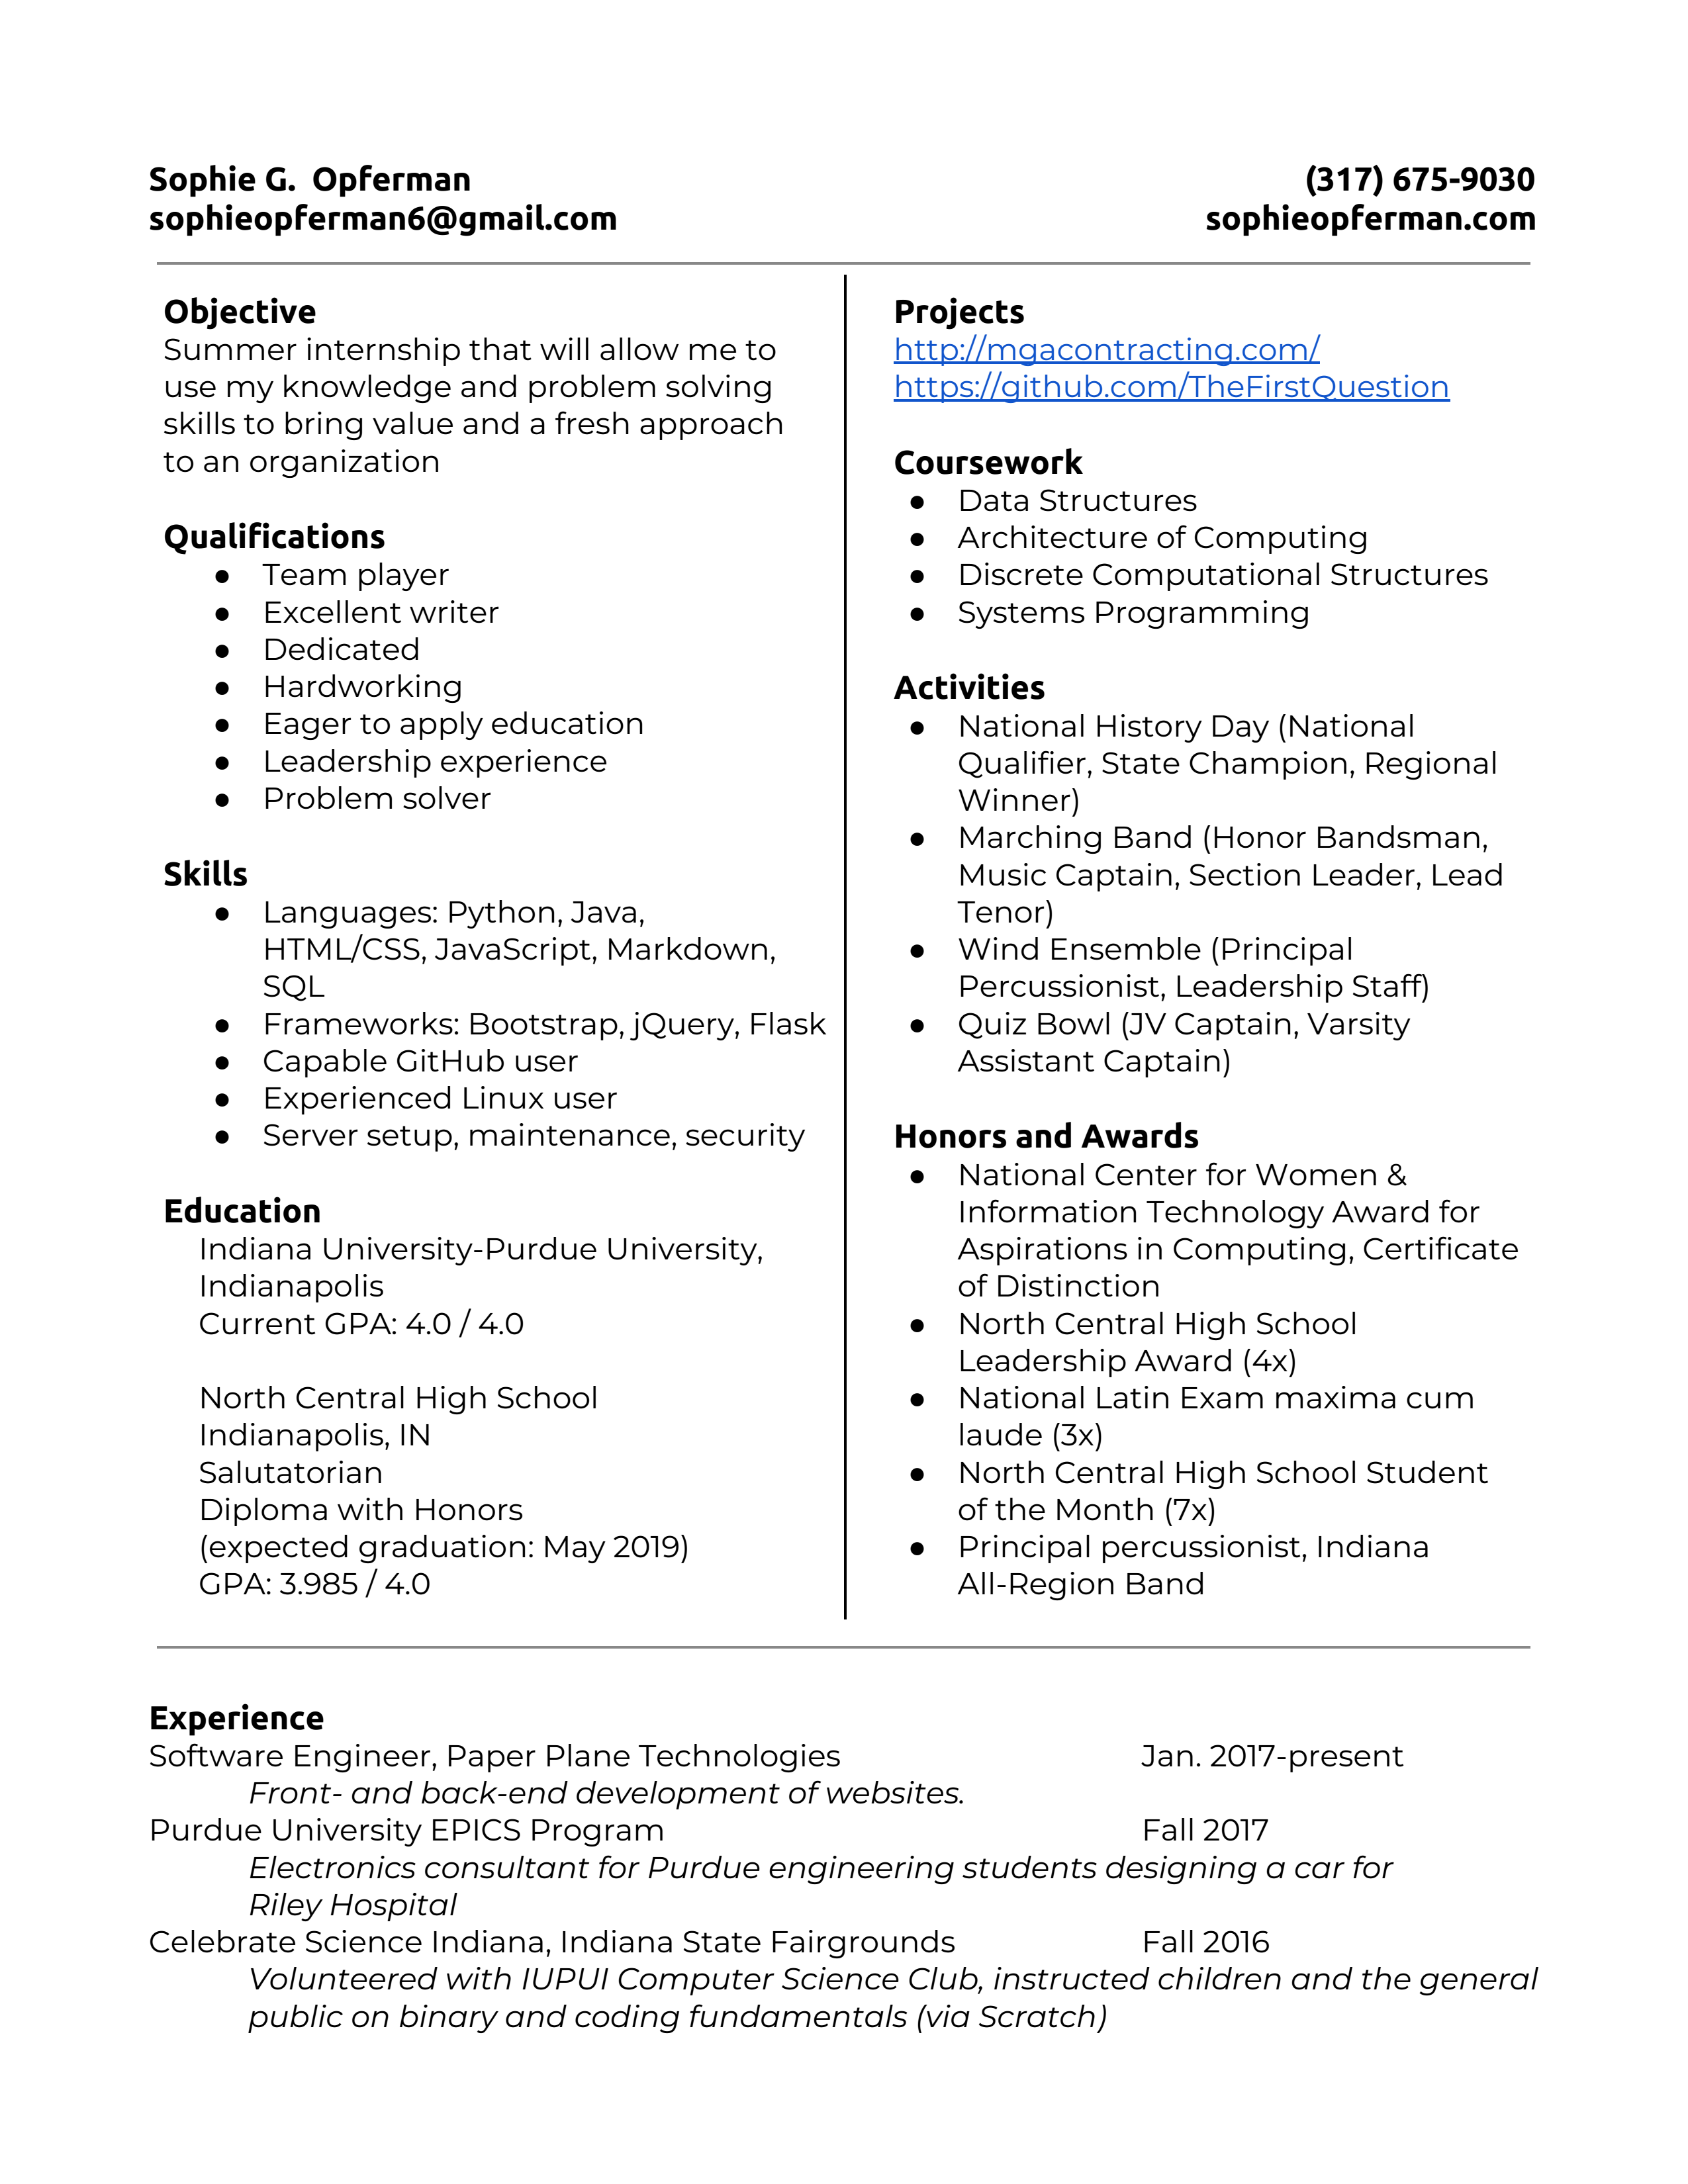 Sophie G.  Opferman
(317) 675-9030
sophieopferman6@gmail.com
sophieopferman.com
Objective
Summer internship that will allow me to
use my knowledge and problem solving
skills to bring value and a fresh approach
to an organization
Qualifications
● Team player
● Excellent writer
● Dedicated
● Hardworking
● Eager to apply education
● Leadership experience
● Problem solver
Skills
● Languages: Python, Java,
HTML/CSS, JavaScript, Markdown,
SQL
● Frameworks: Bootstrap, jQuery, Flask
● Capable GitHub user
● Experienced Linux user
● Server setup, maintenance, security
Education
Indiana University-Purdue University,
Indianapolis
Current GPA: 4.0 / 4.0
North Central High School
Indianapolis, IN
Salutatorian
Diploma with Honors
(expected graduation: May 2019)
GPA: 3.985 / 4.0
Projects
http://mgacontracting.com/
https://github.com/TheFirstQuestion
Coursework
● Data Structures
● Architecture of Computing
● Discrete Computational Structures
● Systems Programming
Activities
● National History Day (National
Qualifier, State Champion, Regional
Winner)
● Marching Band (Honor Bandsman,
Music Captain, Section Leader, Lead
Tenor)
● Wind Ensemble (Principal
Percussionist, Leadership Staff)
● Quiz Bowl (JV Captain, Varsity
Assistant Captain)
Honors and Awards
● National Center for Women &
Information Technology Award for
Aspirations in Computing, Certificate
of Distinction
● North Central High School
Leadership Award (4x)
● National Latin Exam maxima cum
laude (3x)
● North Central High School Student
of the Month (7x)
● Principal percussionist, Indiana
All-Region Band
Experience
Software Engineer, Paper Plane Technologies Jan. 2017-present
Front- and back-end development of websites.
Purdue University EPICS Program Fall 2017
Electronics consultant for Purdue engineering students designing a car for
Riley Hospital
Celebrate Science Indiana, Indiana State Fairgrounds Fall 2016
Volunteered with IUPUI Computer Science Club, instructed children and the general
public on binary and coding fundamentals (via Scratch)